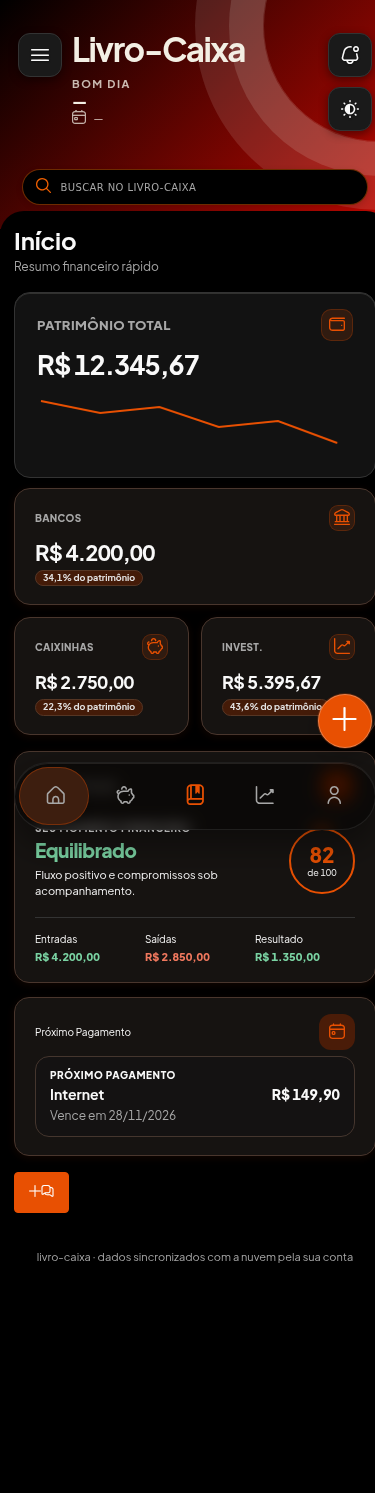 Livro-Caixa
BOM DIA
—
—
BUSCAR NO LIVRO-CAIXA
Início
Resumo financeiro rápido
PATRIMÔNIO TOTAL
R$ 12.345,67
BANCOS
R$ 4.200,00
34,1% do patrimônio
CAIXINHAS
INVEST.
R$ 2.750,00
R$ 5.395,67
22,3% do patrimônio
43,6% do patrimônio
Equilibrado
82
de 100
Fluxo positivo e compromissos sob
acompanhamento.
Entradas
Saídas
Resultado
R$ 4.200,00
R$ 2.850,00
R$ 1.350,00
Próximo Pagamento
PRÓXIMO PAGAMENTO
Internet
R$ 149,90
Vence em 28/11/2026
livro-caixa · dados sincronizados com a nuvem pela sua conta